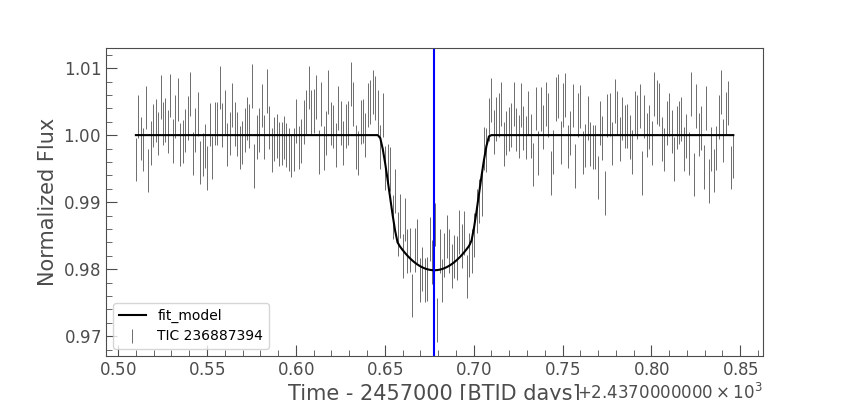 1.01
1.00
0.99
0.98
0.97
Normalized Flux
fit_model
TIC 236887394
0.50 0.55 0.60 0.65 0.70 0.75 0.80 0.85
Time - 2457000 [BTJD days]
+2.4370000000 × 10³